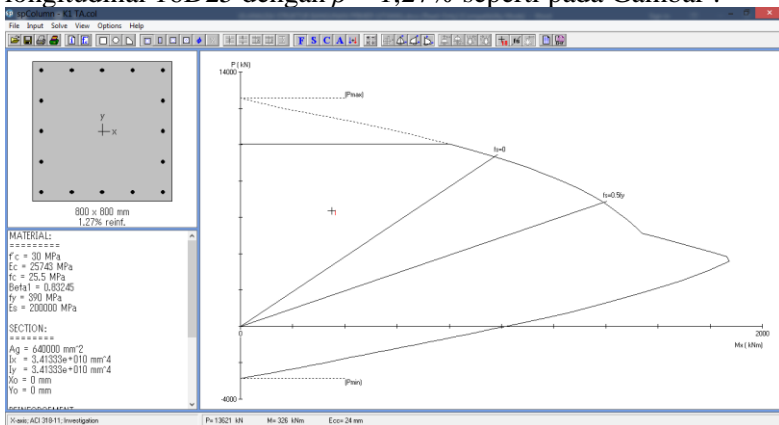 longitudinal 16D25 dengan ρ = 1,27% seperti pada Gambar .
spColumn - K1 TA.col
File Input Solve View Options Help
F S C A
y
x
800 x 800 mm
1.27% reinf.
MATERIAL:
=========
f'c = 30 MPa
Ec = 25743 MPa
fc = 25.5 MPa
Beta1 = 0.83245
fy = 390 MPa
Es = 200000 MPa
SECTION:
========
Ag = 640000 mm^2
Ix = 3.41333e+010 mm^4
Iy = 3.41333e+010 mm^4
Xo = 0 mm
Yo = 0 mm
REINFORCEMENT
P ( kN)
14000
(Pmax)
fs=0
fs=0.5fy
0
2000
Mx ( kNm)
(Pmin)
-4000
X-axis; ACI 318-11; Investigation
P= 13621 kN M= 326 kNm Ecc= 24 mm